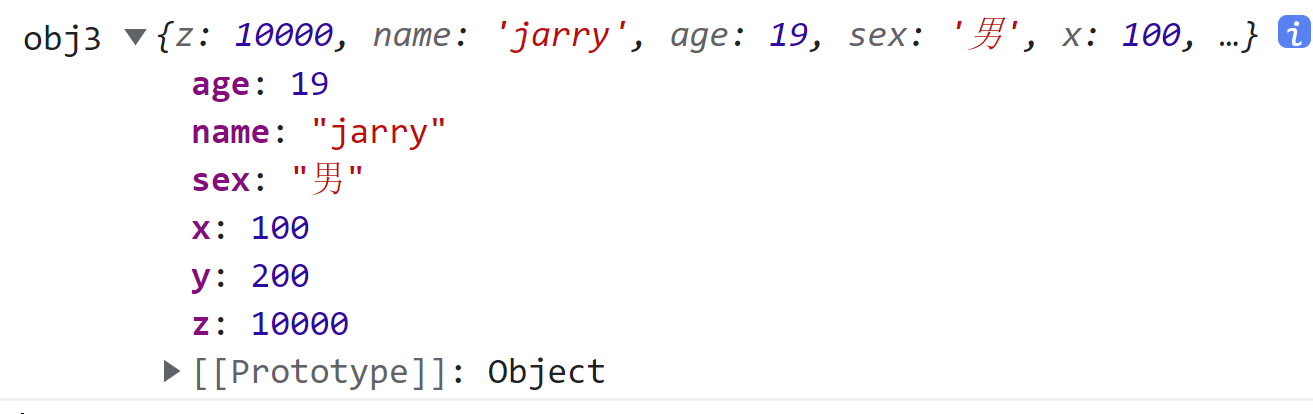 obj3 {z: 10000, name: 'jarry', age: 19, sex: '男', x: 100, …} i
age: 19
name: "jarry"
sex: "男"
x: 100
y: 200
z: 10000
[[Prototype]]: Object